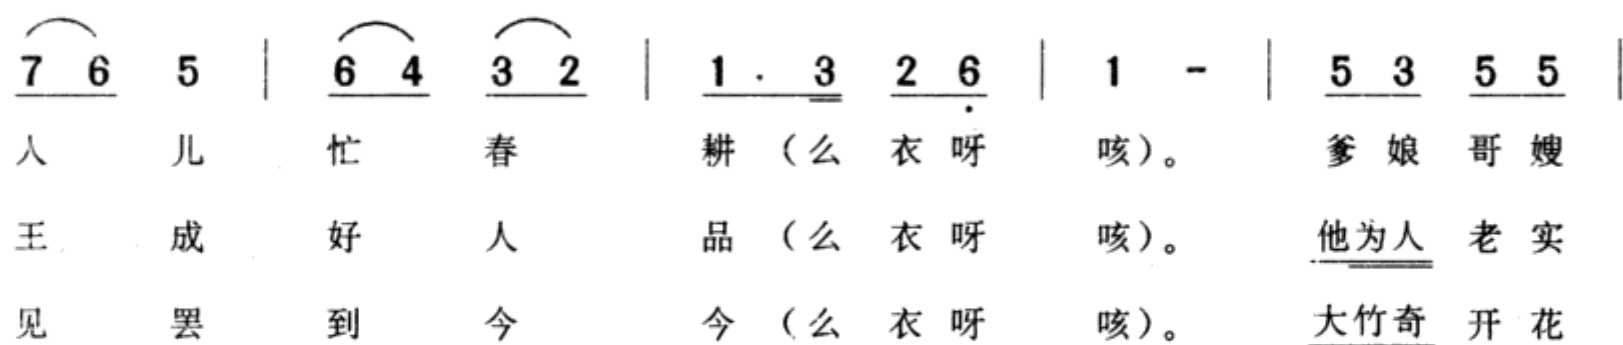 7 6 5 | 6 4 3 2 | 1 · 3 2 6 | 1 - | 5 3 5 5 |
人 儿 忙 春 耕 （么 衣 呀 咳）。 爹 娘 哥 嫂
王 成 好 人 品 （么 衣 呀 咳）。 他为人 老 实
见 罢 到 今 今 （么 衣 呀 咳）。 大竹奇 开 花